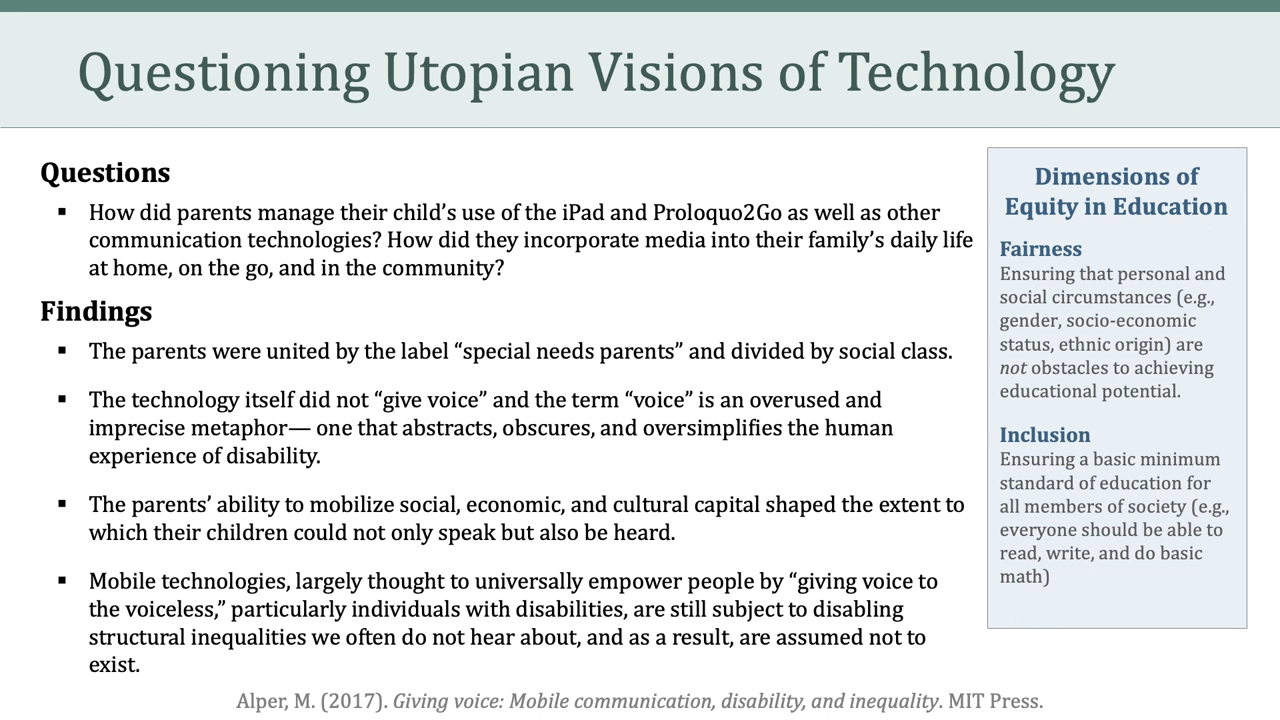 Questioning Utopian Visions of Technology
Questions
▪ How did parents manage their child’s use of the iPad and Proloquo2Go as well as other
communication technologies? How did they incorporate media into their family’s daily life
at home, on the go, and in the community?
Findings
▪ The parents were united by the label “special needs parents” and divided by social class.
▪ The technology itself did not “give voice” and the term “voice” is an overused and
imprecise metaphor— one that abstracts, obscures, and oversimplifies the human
experience of disability.
▪ The parents’ ability to mobilize social, economic, and cultural capital shaped the extent to
which their children could not only speak but also be heard.
▪ Mobile technologies, largely thought to universally empower people by “giving voice to
the voiceless,” particularly individuals with disabilities, are still subject to disabling
structural inequalities we often do not hear about, and as a result, are assumed not to
exist.
Dimensions of
Equity in Education
Fairness
Ensuring that personal and
social circumstances (e.g.,
gender, socio-economic
status, ethnic origin) are
not obstacles to achieving
educational potential.
Inclusion
Ensuring a basic minimum
standard of education for
all members of society (e.g.,
everyone should be able to
read, write, and do basic
math)
Alper, M. (2017). Giving voice: Mobile communication, disability, and inequality. MIT Press.